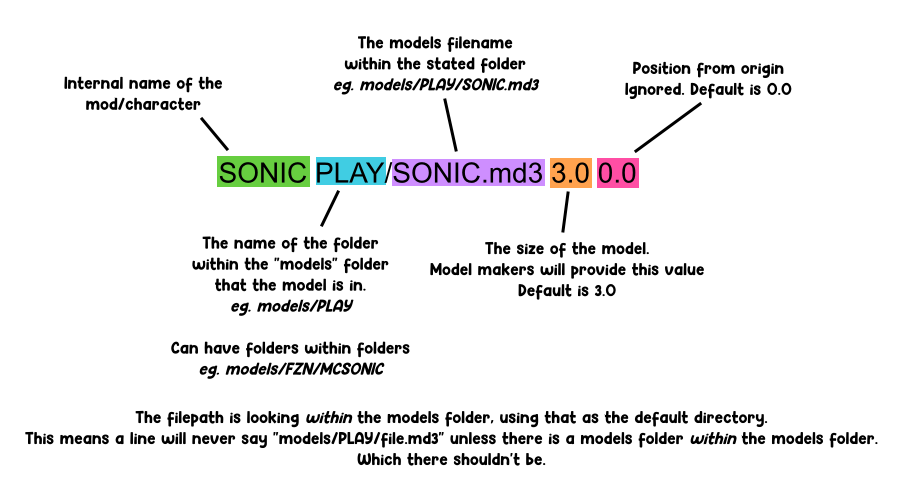 The models filename
within the stated folder
eg. models/PLAY/SONIC.md3
Internal name of the
mod/character
Position from origin
Ignored. Default is 0.0
SONIC PLAY/SONIC.md3 3.0 0.0
The name of the folder
within the "models" folder
that the model is in.
eg. models/PLAY
Can have folders within folders
eg. models/FZN/MCSONIC
The size of the model.
Model makers will provide this value
Default is 3.0
The filepath is looking within the models folder, using that as the default directory.
This means a line will never say "models/PLAY/file.md3" unless there is a models folder within the models folder.
Which there shouldn't be.